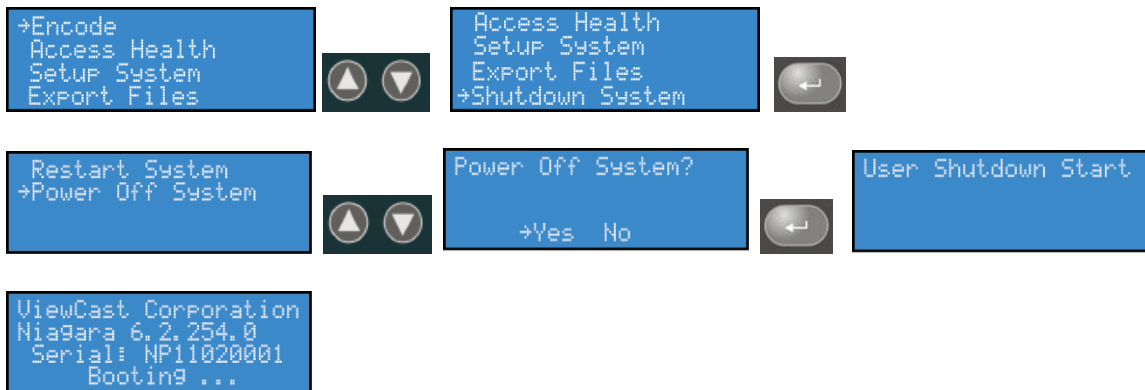 →Encode
Access Health
Setup System
Export Files
Access Health
Setup System
Export Files
→Shutdown System
Restart System
→Power Off System
Power Off System?
→Yes No
User Shutdown Start
ViewCast Corporation
Niagara 6.2.254.0
Serial: NP11020001
Booting ...